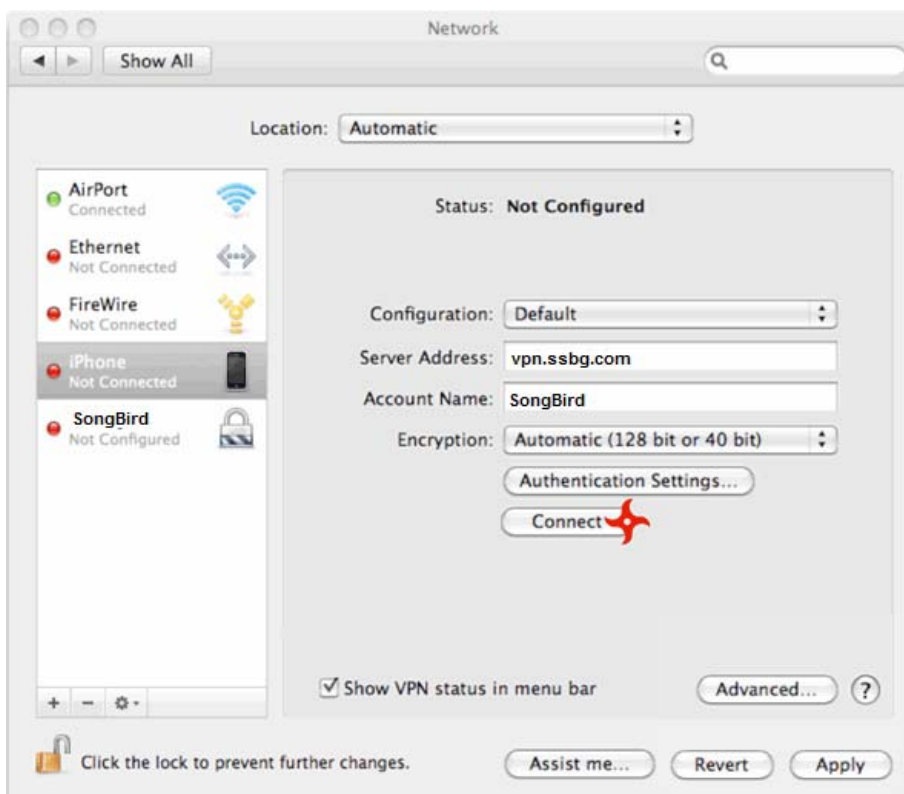 Network
Show All
Location: Automatic
AirPort
Connected
Ethernet
Not Connected
FireWire
Not Connected
iPhone
Not Connected
SongBird
Not Configured
Status: Not Configured
Configuration: Default
Server Address: vpn.ssbg.com
Account Name: SongBird
Encryption: Automatic (128 bit or 40 bit)
Authentication Settings...
Connect
Show VPN status in menu bar
Advanced... ?
Click the lock to prevent further changes.
Assist me... Revert Apply